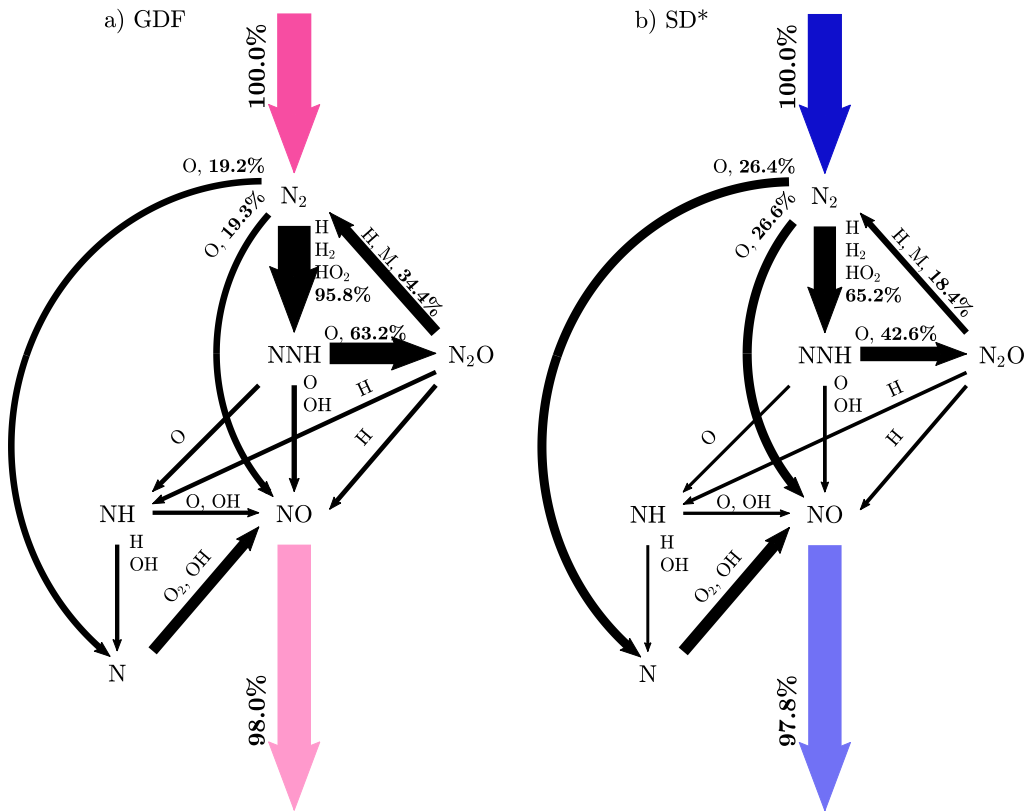 a) GDF
100.0%
O, 19.2%
N₂
O, 19.3%
H
H₂
HO₂
95.8%
H, M, 34.4%
O, 63.2%
NNH
N₂O
O
OH
O
H
H
NH
O, OH
NO
H
OH
O₂, OH
N
98.0%
b) SD*
100.0%
O, 26.4%
N₂
O, 26.6%
H
H₂
HO₂
65.2%
H, M, 18.4%
O, 42.6%
NNH
N₂O
O
OH
O
H
H
NH
O, OH
NO
H
OH
O₂, OH
N
97.8%